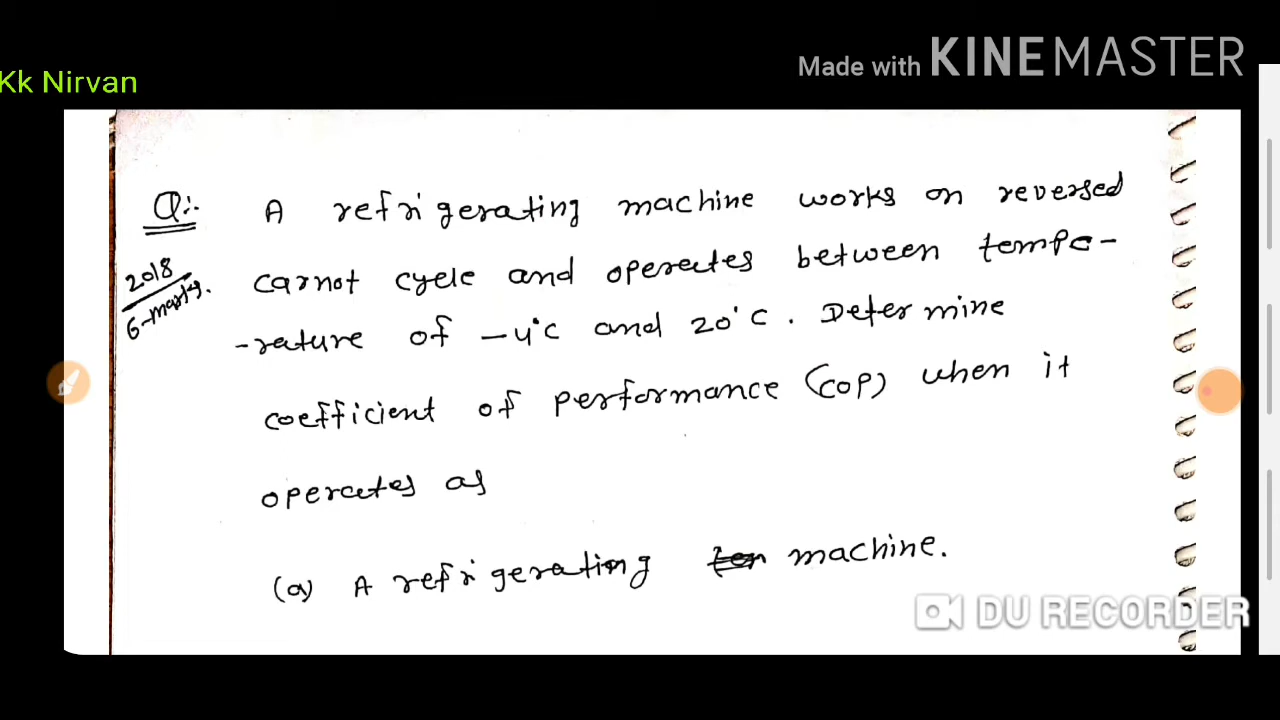 Made with KINEMASTER
Kk Nirvan
Q:- A refrigerating machine works on reversed
2018
6-marks.
carnot cycle and operates between tempe-
-rature of -4°C and 20°C. Determine
coefficient of performance (COP) when it
operates as
(a) A refrigerating machine.
DU RECORDER